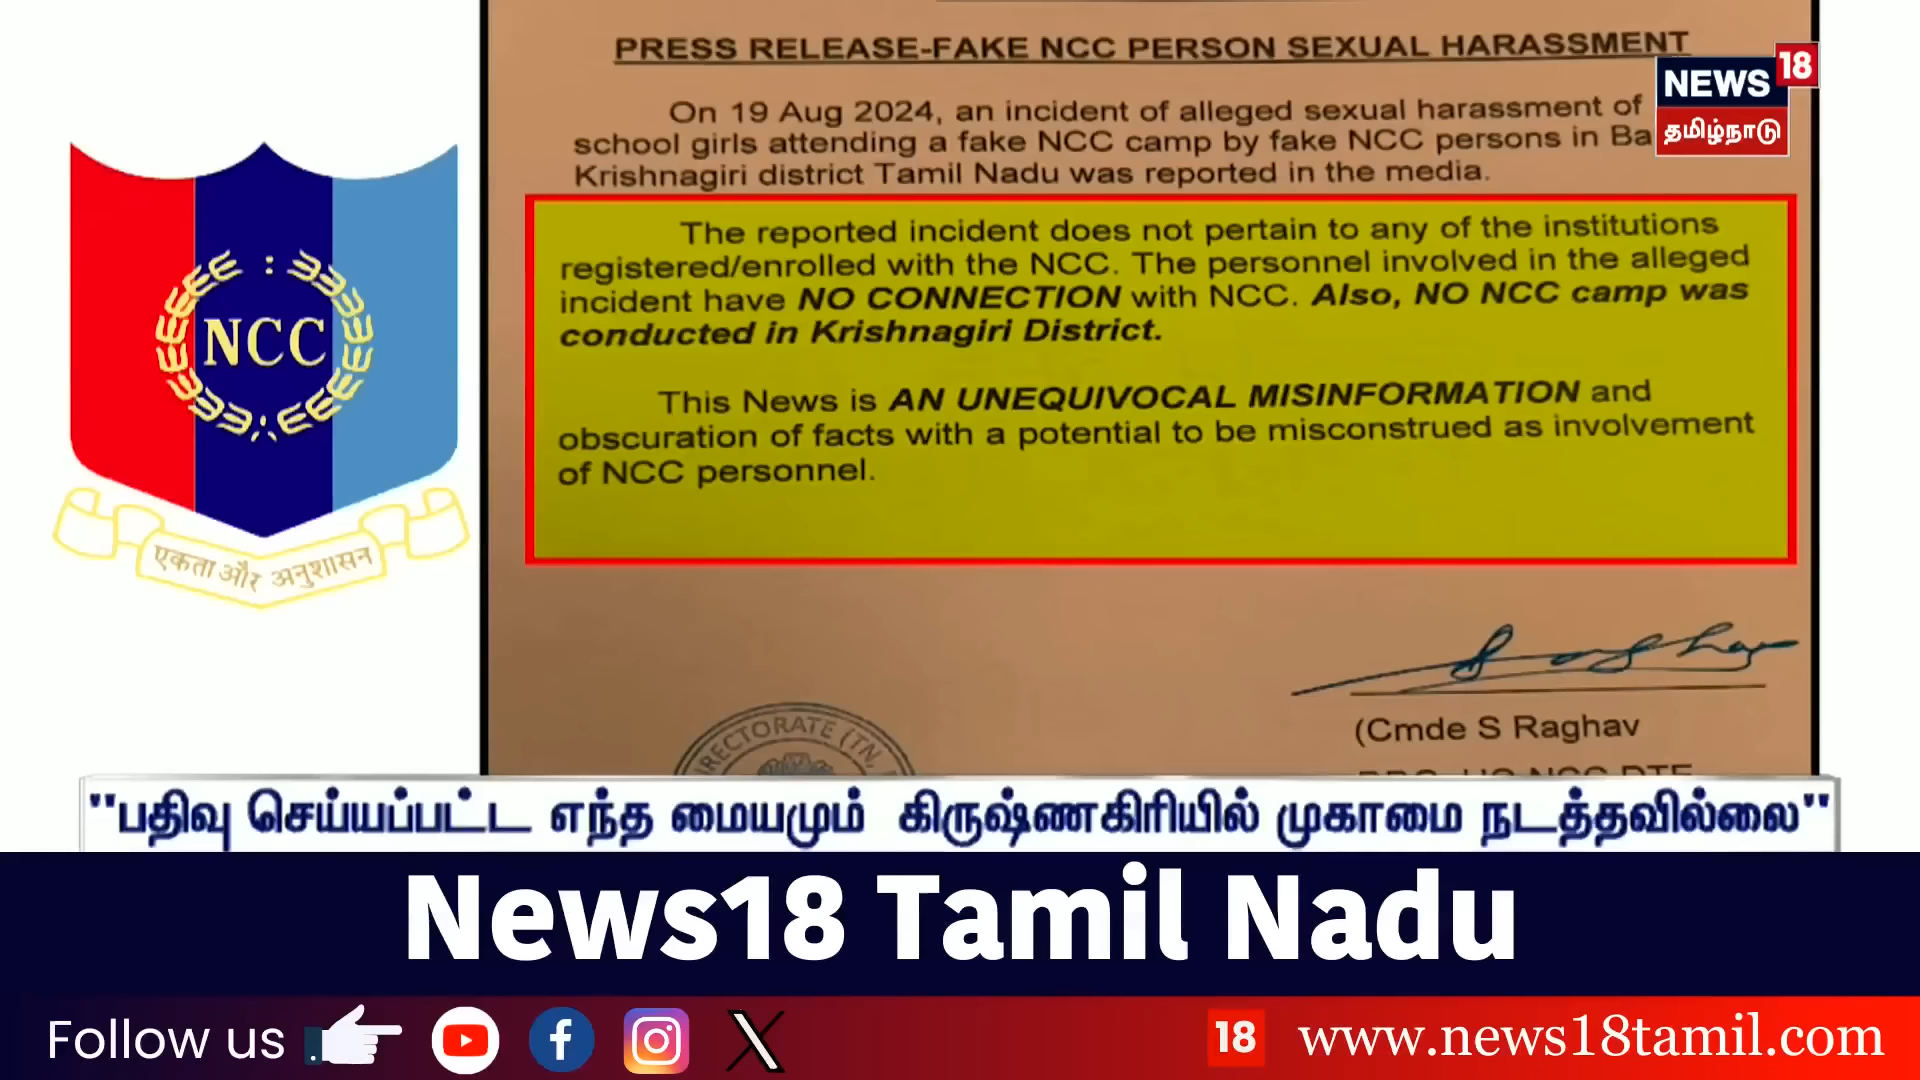 PRESS RELEASE-FAKE NCC PERSON SEXUAL HARASSMENT
On 19 Aug 2024, an incident of alleged sexual harassment of
school girls attending a fake NCC camp by fake NCC persons in Ba
Krishnagiri district Tamil Nadu was reported in the media.
The reported incident does not pertain to any of the institutions
registered/enrolled with the NCC. The personnel involved in the alleged
incident have NO CONNECTION with NCC. Also, NO NCC camp was
conducted in Krishnagiri District.
This News is AN UNEQUIVOCAL MISINFORMATION and
obscuration of facts with a potential to be misconstrued as involvement
of NCC personnel.
(Cmde S Raghav
DIRECTORATE (TN,
NEWS 18
தமிழ்நாடு
NCC
एकता और अनुशासन
"பதிவு செய்யப்பட்ட எந்த மையமும் கிருஷ்ணகிரியில் முகாமை நடத்தவில்லை"
News18 Tamil Nadu
Follow us
18 www.news18tamil.com